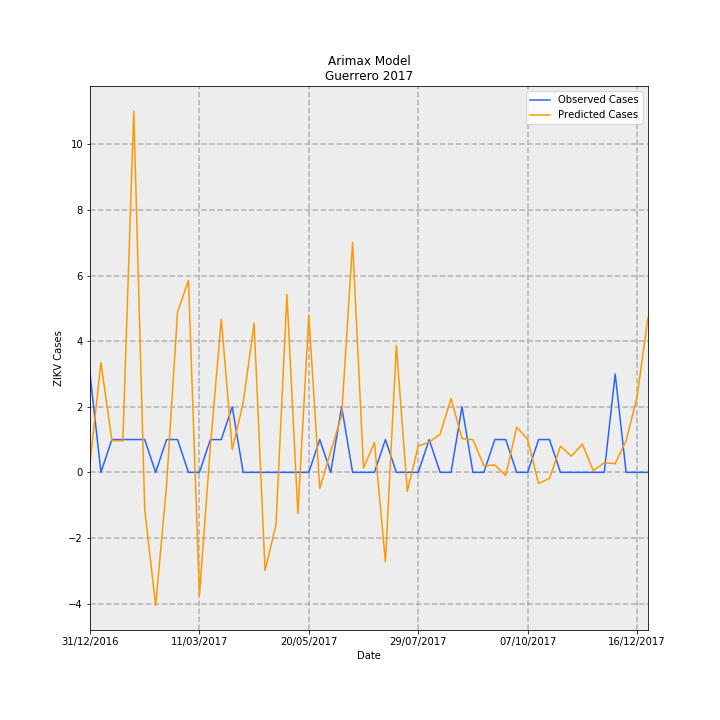 Arimax Model
Guerrero 2017
Observed Cases
Predicted Cases
ZIKV Cases
10
8
6
4
2
0
−2
−4
31/12/2016
11/03/2017
20/05/2017
29/07/2017
07/10/2017
16/12/2017
Date